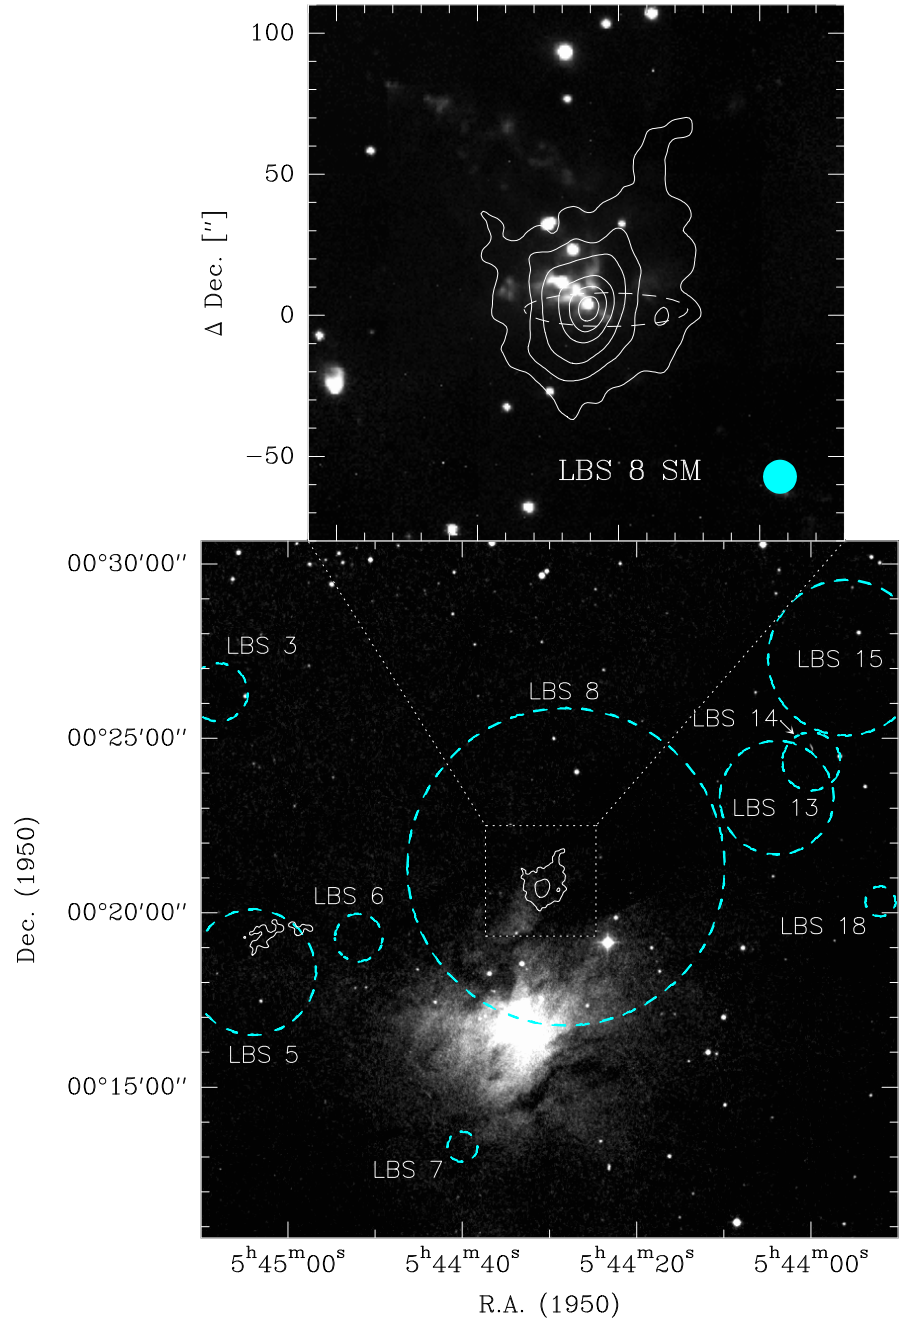 100
50
0
−50
Δ Dec. ["]
LBS 8 SM
00°30′00″
00°25′00″
00°20′00″
00°15′00″
Dec. (1950)
LBS 3
LBS 8
LBS 15
LBS 14
LBS 13
LBS 6
LBS 18
LBS 5
LBS 7
5ʰ45ᵐ00ˢ
5ʰ44ᵐ40ˢ
5ʰ44ᵐ20ˢ
5ʰ44ᵐ00ˢ
R.A. (1950)